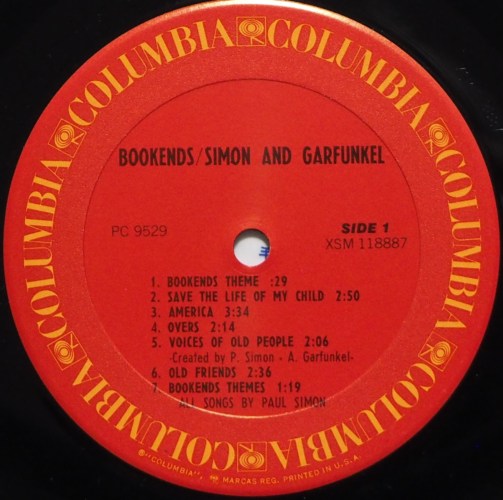 COLUMBIA COLUMBIA COLUMBIA COLUMBIA COLUMBIA COLUMBIA
BOOKENDS/SIMON AND GARFUNKEL
PC 9529
SIDE 1
XSM 118887
1. BOOKENDS THEME :29
2. SAVE THE LIFE OF MY CHILD 2:50
3. AMERICA 3:34
4. OVERS 2:14
5. VOICES OF OLD PEOPLE 2:06
-Created by P. Simon - A. Garfunkel-
6. OLD FRIENDS 2:36
7. BOOKENDS THEMES 1:19
ALL SONGS BY PAUL SIMON
©"COLUMBIA", MARCAS REG. PRINTED IN U.S.A.